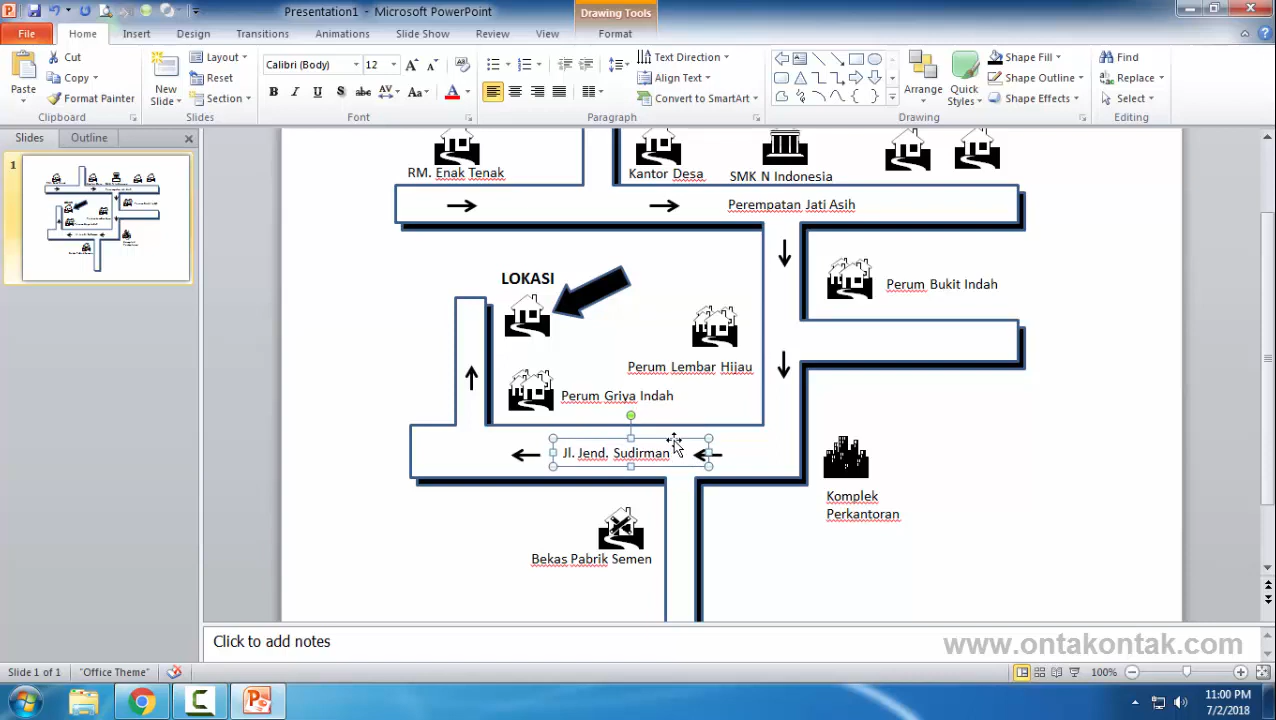 Presentation1 - Microsoft PowerPoint
Drawing Tools
File
Home
Insert
Design
Transitions
Animations
Slide Show
Review
View
Format
Paste
Cut
Copy
Format Painter
Clipboard
New
Slide
Layout
Reset
Section
Slides
Calibri (Body)
12
Font
Text Direction
Align Text
Convert to SmartArt
Paragraph
Arrange
Quick
Styles
Shape Fill
Shape Outline
Shape Effects
Drawing
Find
Replace
Select
Editing
Slides
Outline
1
RM. Enak Tenak
Kantor Desa
SMK N Indonesia
Perempatan Jati Asih
LOKASI
Perum Bukit Indah
Perum Lembar Hijau
Perum Griya Indah
Jl. Jend. Sudirman
Komplek
Perkantoran
Bekas Pabrik Semen
Click to add notes
www.ontakontak.com
Slide 1 of 1
"Office Theme"
100%
11:00 PM
7/2/2018